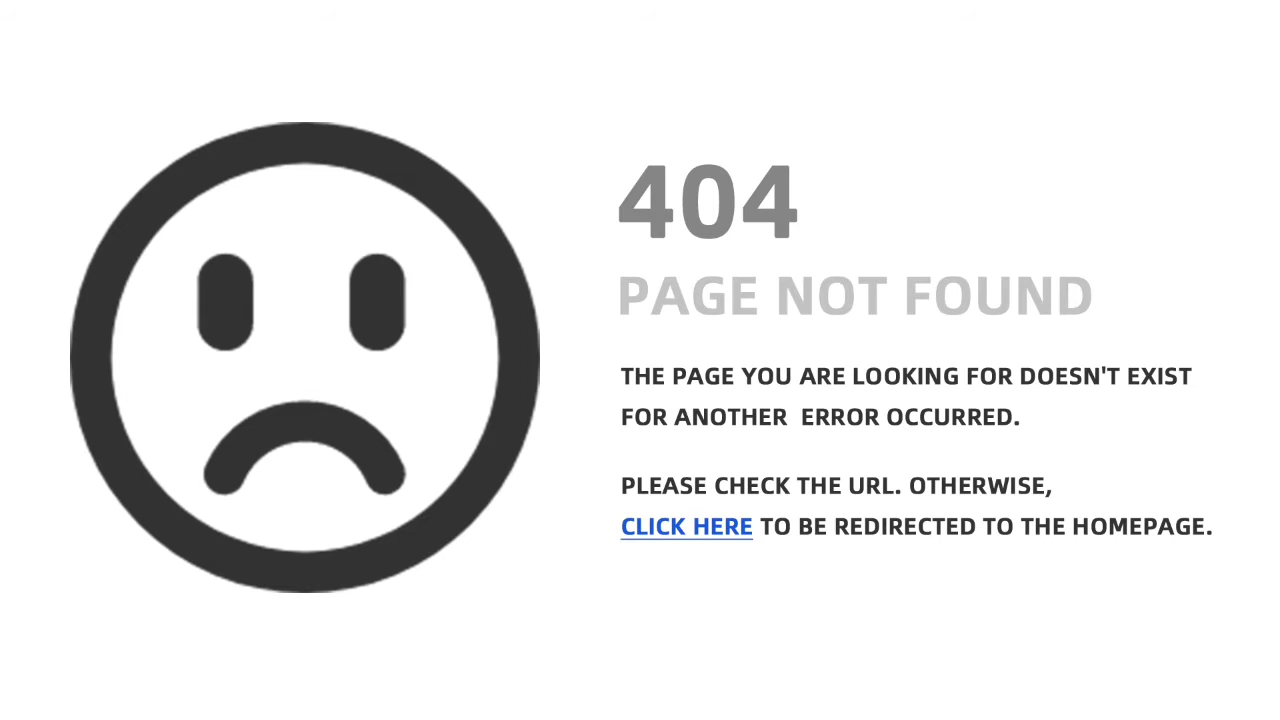 404
PAGE NOT FOUND
THE PAGE YOU ARE LOOKING FOR DOESN'T EXIST
FOR ANOTHER  ERROR OCCURRED.
PLEASE CHECK THE URL. OTHERWISE,
CLICK HERE TO BE REDIRECTED TO THE HOMEPAGE.